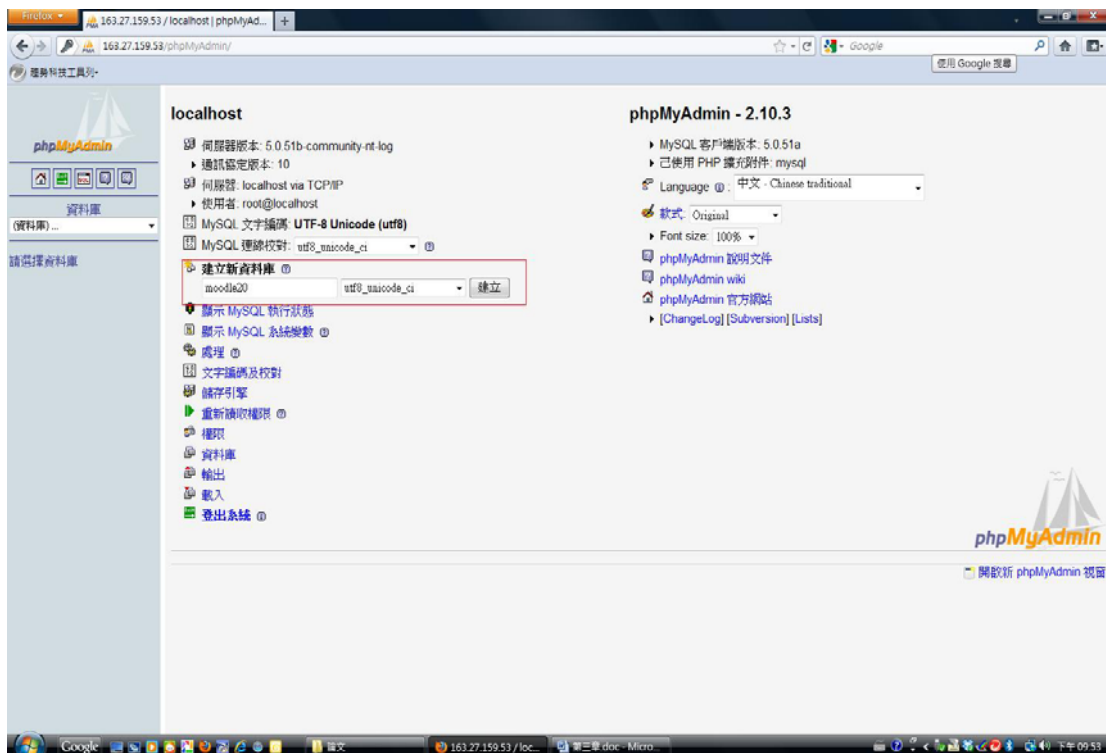 Firefox
163.27.159.53 / localhost | phpMyAd...
163.27.159.53/phpMyAdmin/
Google
使用 Google 搜尋
phpMyAdmin
資料庫
(資料庫) ...
請選擇資料庫
localhost
伺服器版本: 5.0.51b-community-nt-log
通訊協定版本: 10
伺服器: localhost via TCP/IP
使用者: root@localhost
MySQL 文字編碼: UTF-8 Unicode (utf8)
MySQL 連線校對: utf8_unicode_ci
建立新資料庫
moodle20 utf8_unicode_ci 建立
顯示 MySQL 執行狀態
顯示 MySQL 系統變數
處理
文字編碼及校對
儲存引擎
重新讀取權限
權限
資料庫
輸出
載入
登出系統
phpMyAdmin - 2.10.3
MySQL 客戶端版本: 5.0.51a
已使用 PHP 擴充附件: mysql
Language : 中文 - Chinese traditional
款式: Original
Font size: 100%
phpMyAdmin 說明文件
phpMyAdmin wiki
phpMyAdmin 官方網站
[ChangeLog] [Subversion] [Lists]
phpMyAdmin
開啟新 phpMyAdmin 視窗
Google
論文
163.27.159.53 / loc...
第三章.doc - Micro...
下午 09:53